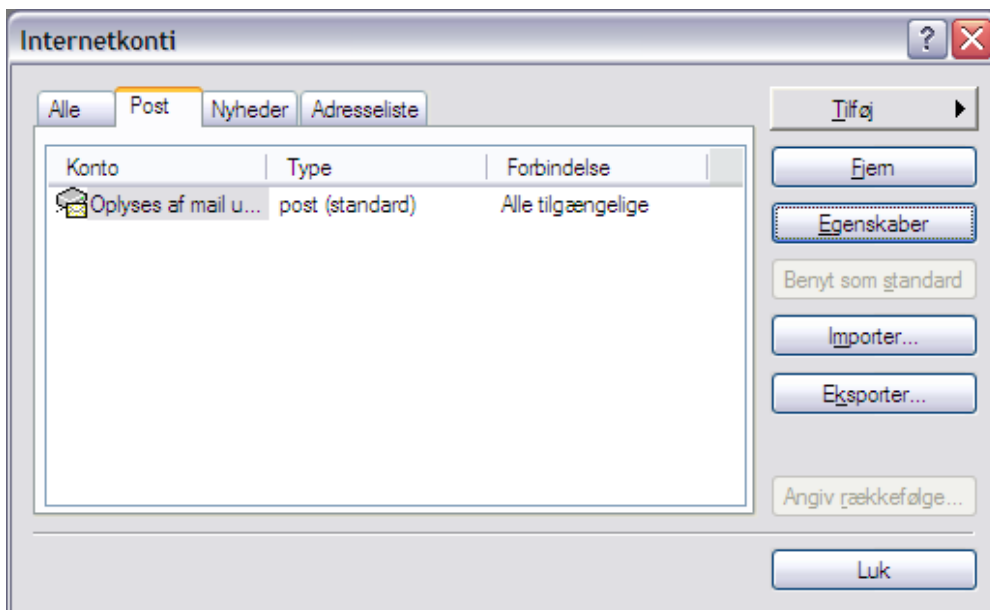 Internetkonti
Alle Post Nyheder Adresseliste
Konto Type Forbindelse
Oplyses af mail u... post (standard) Alle tilgængelige
Tilføj
Fjern
Egenskaber
Benyt som standard
Importer...
Eksporter...
Angiv rækkefølge...
Luk